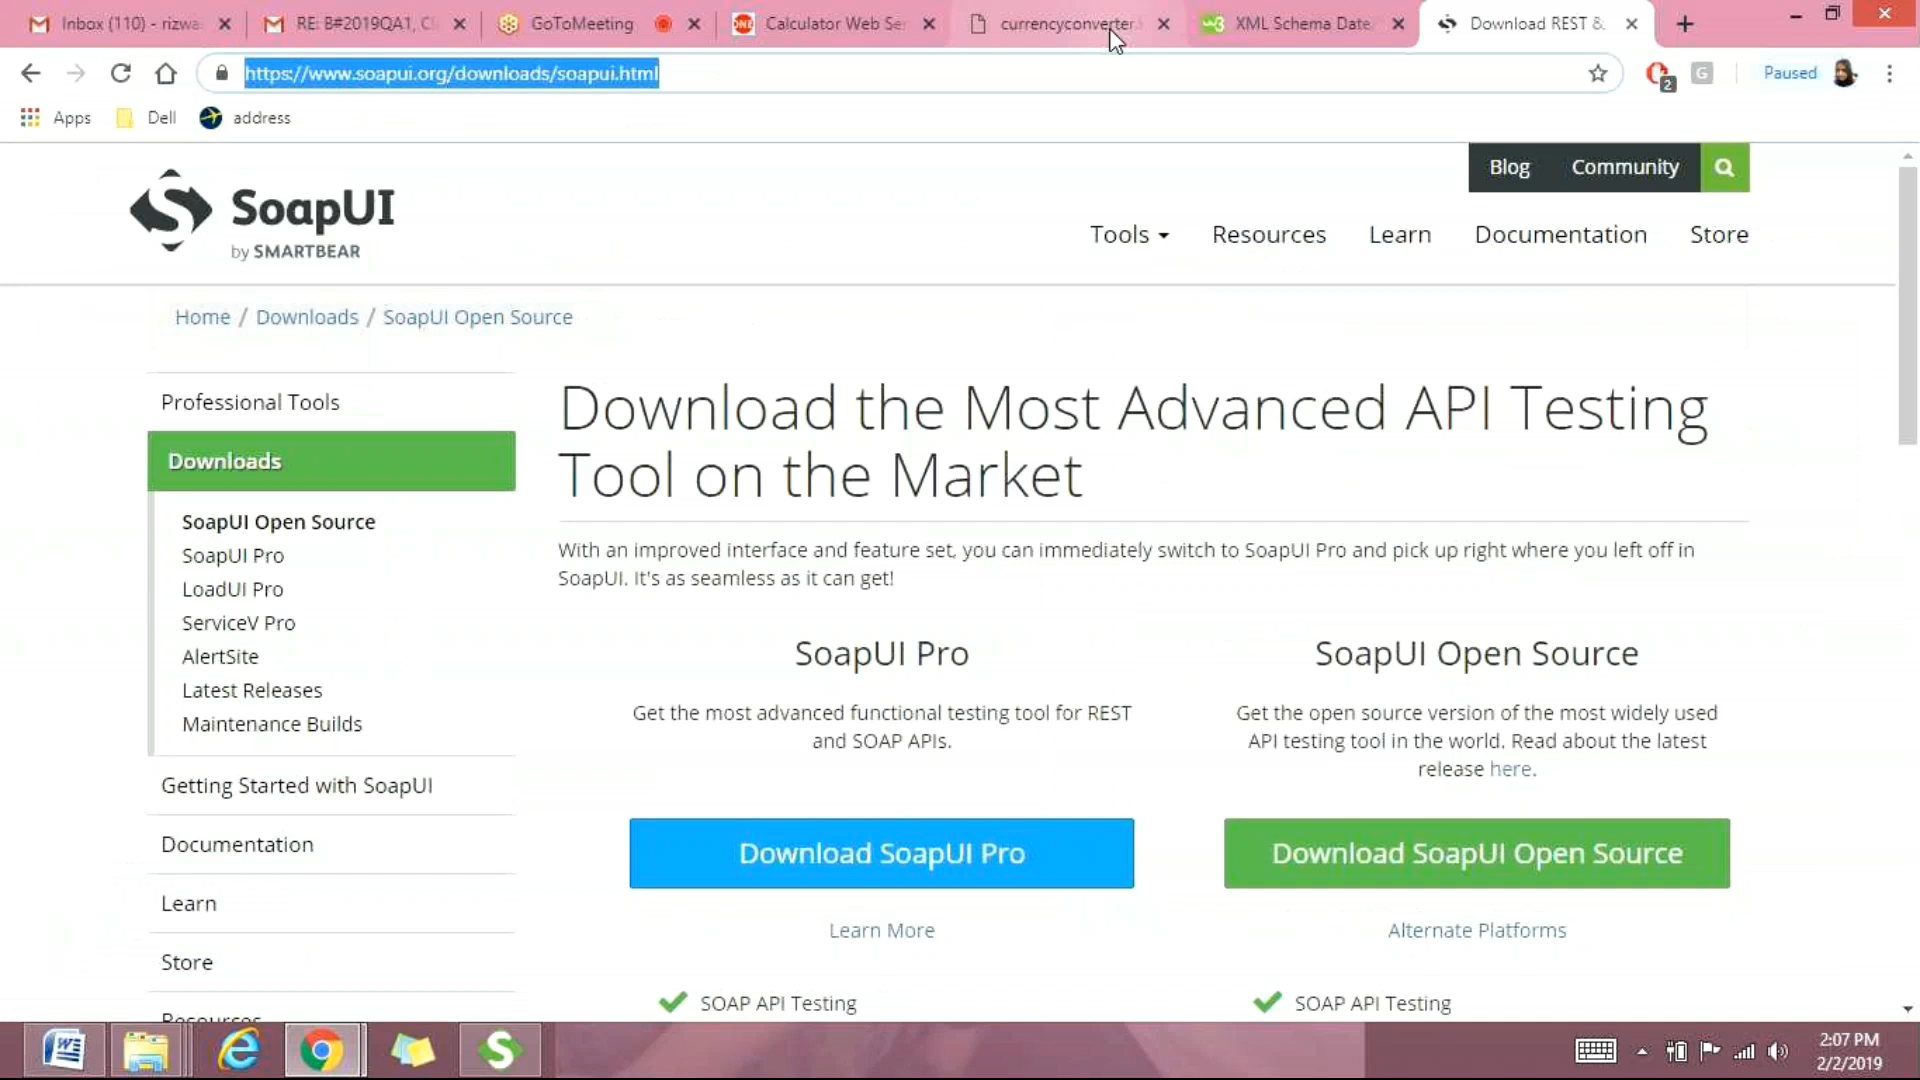 Inbox (110) - rizwa
RE: B#2019QA1, C
GoToMeeting
Calculator Web Ser
currencyconverter.
XML Schema Date
Download REST &
https://www.soapui.org/downloads/soapui.html
2
G
Paused
Apps
Dell
address
Blog
Community
SoapUI
by SMARTBEAR
Tools
Resources
Learn
Documentation
Store
Home / Downloads / SoapUI Open Source
Professional Tools
Downloads
SoapUI Open Source
SoapUI Pro
LoadUI Pro
ServiceV Pro
AlertSite
Latest Releases
Maintenance Builds
Getting Started with SoapUI
Documentation
Learn
Store
Resources
Download the Most Advanced API Testing
Tool on the Market
With an improved interface and feature set, you can immediately switch to SoapUI Pro and pick up right where you left off in
SoapUI. It's as seamless as it can get!
SoapUI Pro
Get the most advanced functional testing tool for REST
and SOAP APIs.
Download SoapUI Pro
Learn More
SOAP API Testing
SoapUI Open Source
Get the open source version of the most widely used
API testing tool in the world. Read about the latest
release here.
Download SoapUI Open Source
Alternate Platforms
SOAP API Testing
2:07 PM
2/2/2019